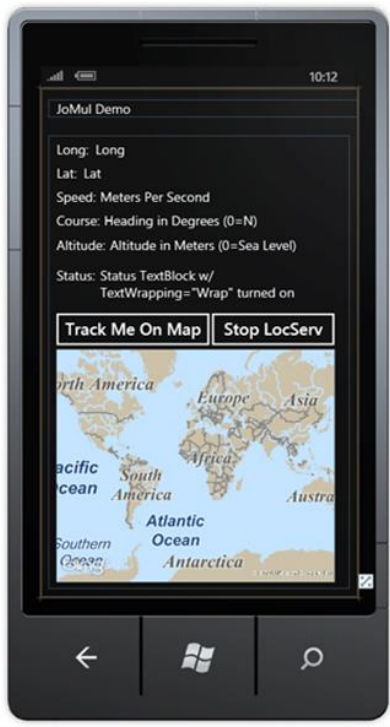 10:12
JoMul Demo
Long: Long
Lat: Lat
Speed: Meters Per Second
Course: Heading in Degrees (0=N)
Altitude: Altitude in Meters (0=Sea Level)
Status: Status TextBlock w/
TextWrapping="Wrap" turned on
Track Me On Map Stop LocServ
orth America
Europe Asia
Africa
acific
cean
South
America
Austra
Atlantic
Ocean
Southern
Ocean
Antarctica
bing